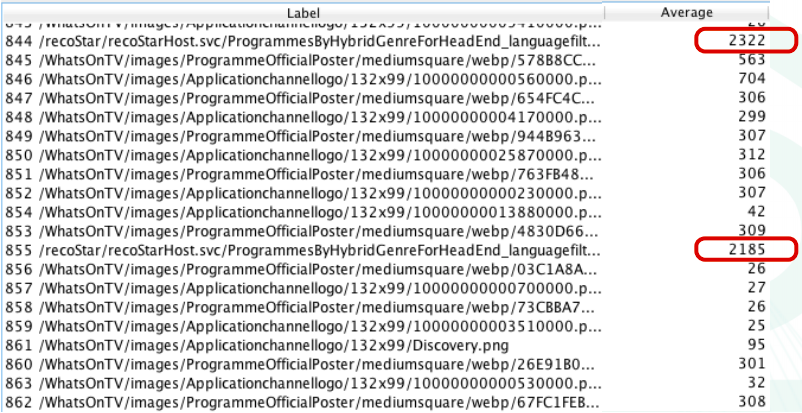 Label Average
843 /WhatsOnTV/images/Applicationchannellogo/132x99/10000000005410000.p... 26
844 /recoStar/recoStarHost.svc/ProgrammesByHybridGenreForHeadEnd_languagefilt... 2322
845 /WhatsOnTV/images/ProgrammeOfficialPoster/mediumsquare/webp/578B8CC... 563
846 /WhatsOnTV/images/Applicationchannellogo/132x99/10000000000560000.p... 704
847 /WhatsOnTV/images/ProgrammeOfficialPoster/mediumsquare/webp/654FC4C... 306
848 /WhatsOnTV/images/Applicationchannellogo/132x99/10000000004170000.p... 299
849 /WhatsOnTV/images/ProgrammeOfficialPoster/mediumsquare/webp/944B963... 307
850 /WhatsOnTV/images/Applicationchannellogo/132x99/10000000025870000.p... 312
851 /WhatsOnTV/images/ProgrammeOfficialPoster/mediumsquare/webp/763FB48... 306
852 /WhatsOnTV/images/Applicationchannellogo/132x99/10000000000230000.p... 307
854 /WhatsOnTV/images/Applicationchannellogo/132x99/10000000013880000.p... 42
853 /WhatsOnTV/images/ProgrammeOfficialPoster/mediumsquare/webp/4830D66... 309
855 /recoStar/recoStarHost.svc/ProgrammesByHybridGenreForHeadEnd_languagefilt... 2185
856 /WhatsOnTV/images/ProgrammeOfficialPoster/mediumsquare/webp/03C1A8A... 26
857 /WhatsOnTV/images/Applicationchannellogo/132x99/10000000000700000.p... 27
858 /WhatsOnTV/images/ProgrammeOfficialPoster/mediumsquare/webp/73CBBA7... 26
859 /WhatsOnTV/images/Applicationchannellogo/132x99/10000000003510000.p... 25
861 /WhatsOnTV/images/Applicationchannellogo/132x99/Discovery.png 95
860 /WhatsOnTV/images/ProgrammeOfficialPoster/mediumsquare/webp/26E91B0... 301
863 /WhatsOnTV/images/Applicationchannellogo/132x99/10000000000530000.p... 32
862 /WhatsOnTV/images/ProgrammeOfficialPoster/mediumsquare/webp/67FC1FEB... 308